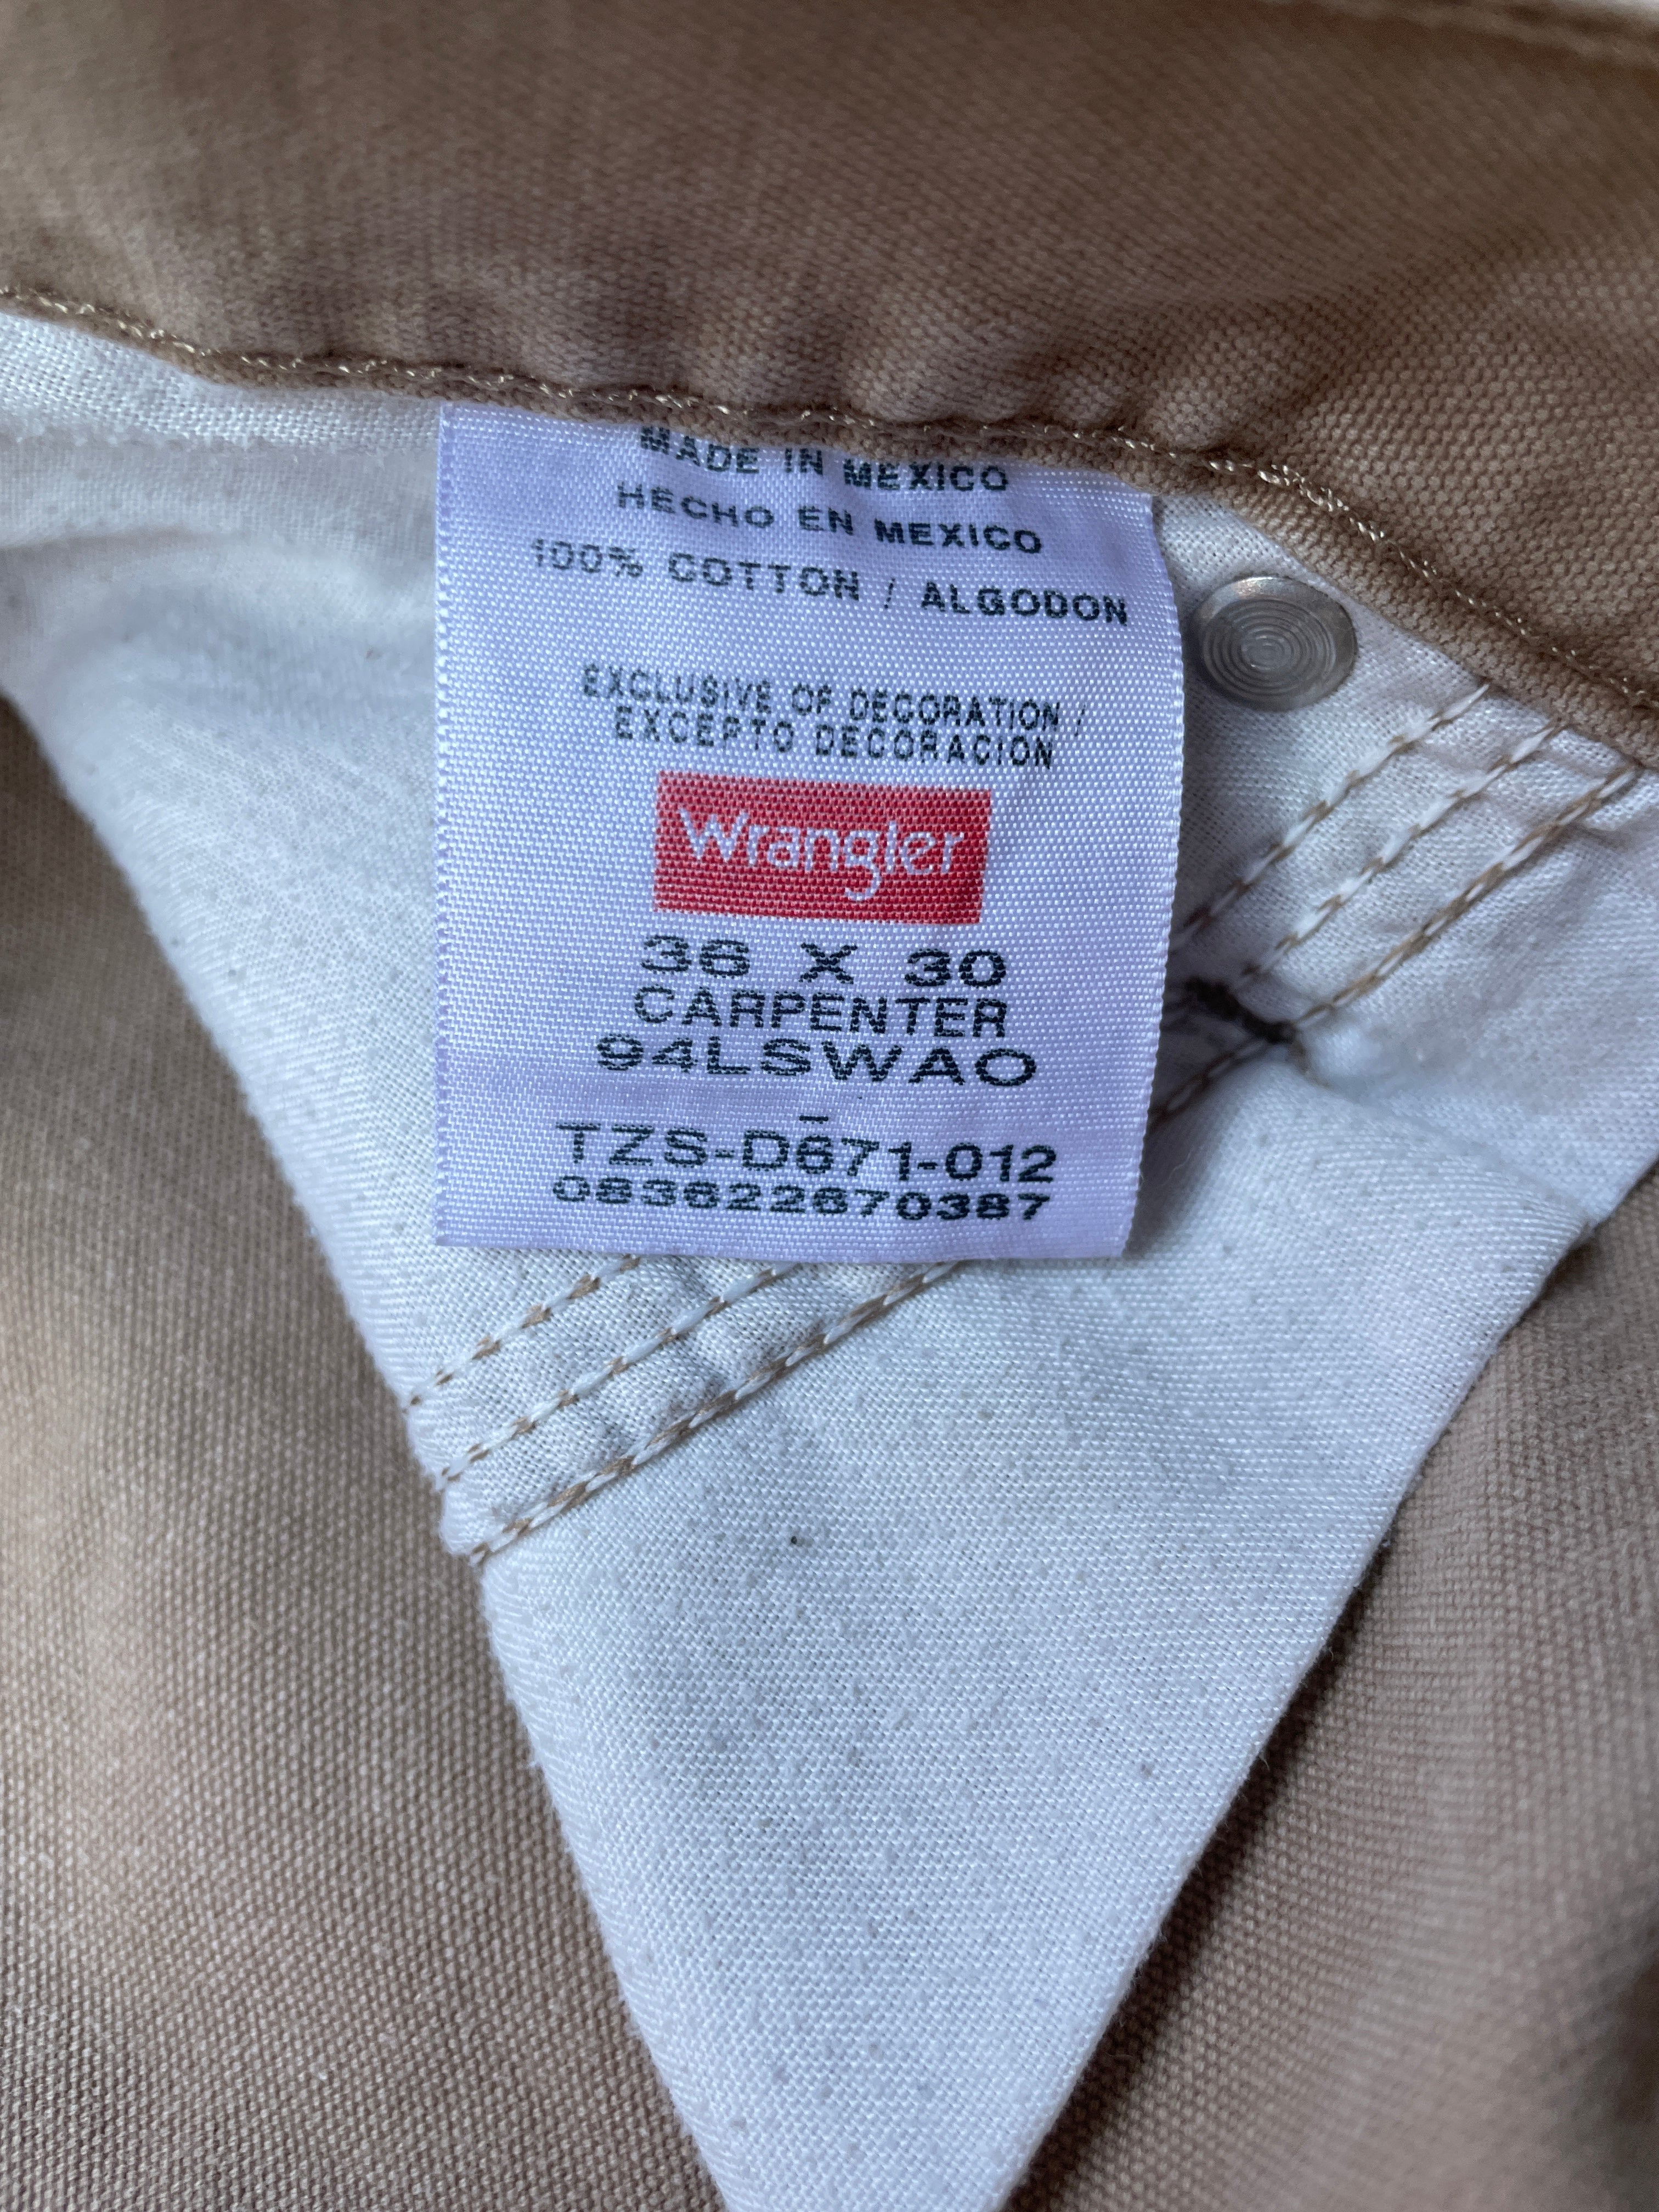 MADE IN MEXICO
HECHO EN MEXICO
100% COTTON / ALGODON
EXCLUSIVE OF DECORATION /
EXCEPTO DECORACION
Wrangler
36 X 30
CARPENTER
94LSWAO
TZS-D671-012
083622670387